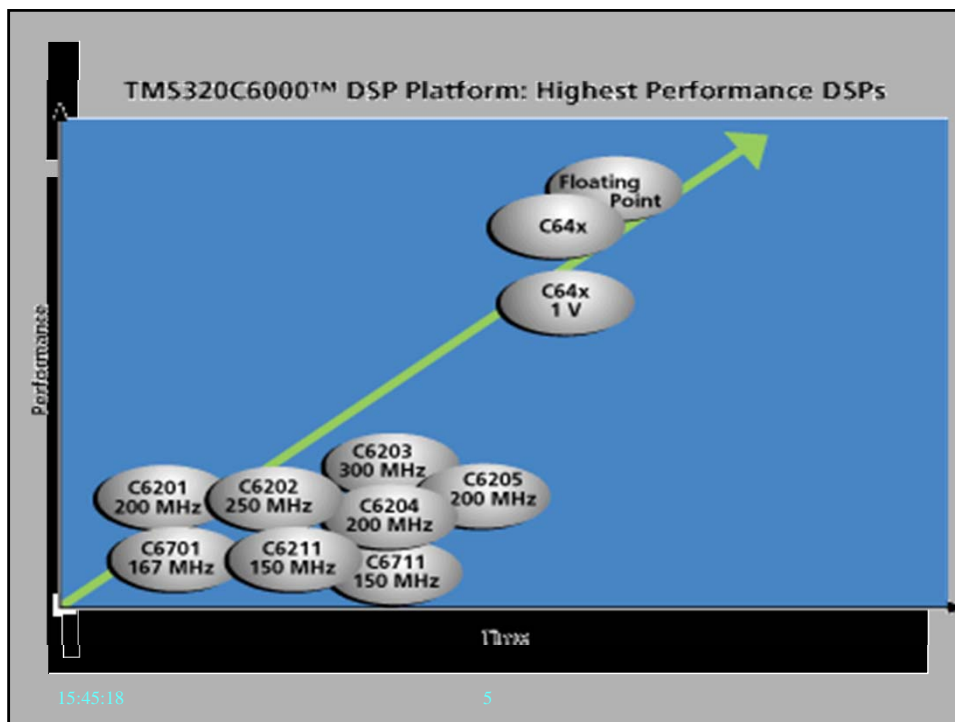 TMS320C6000™ DSP Platform: Highest Performance DSPs
Floating
Point
C64x
C64x
1 V
Performance
C6203
300 MHz
C6201
200 MHz
C6202
250 MHz
C6205
200 MHz
C6204
200 MHz
C6701
167 MHz
C6211
150 MHz
C6711
150 MHz
Time
15:45:18
5